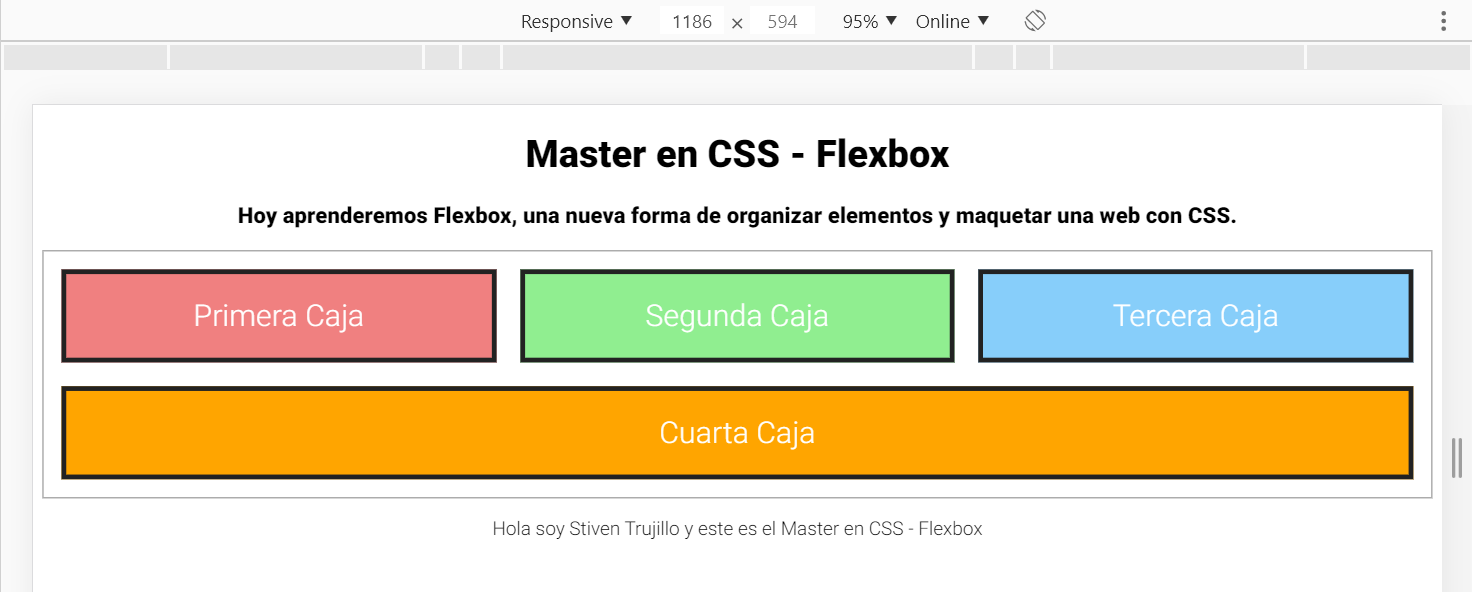 Responsive ▼ 1186 × 594 95% ▼ Online ▼
Master en CSS - Flexbox
Hoy aprenderemos Flexbox, una nueva forma de organizar elementos y maquetar una web con CSS.
Primera Caja
Segunda Caja
Tercera Caja
Cuarta Caja
Hola soy Stiven Trujillo y este es el Master en CSS - Flexbox